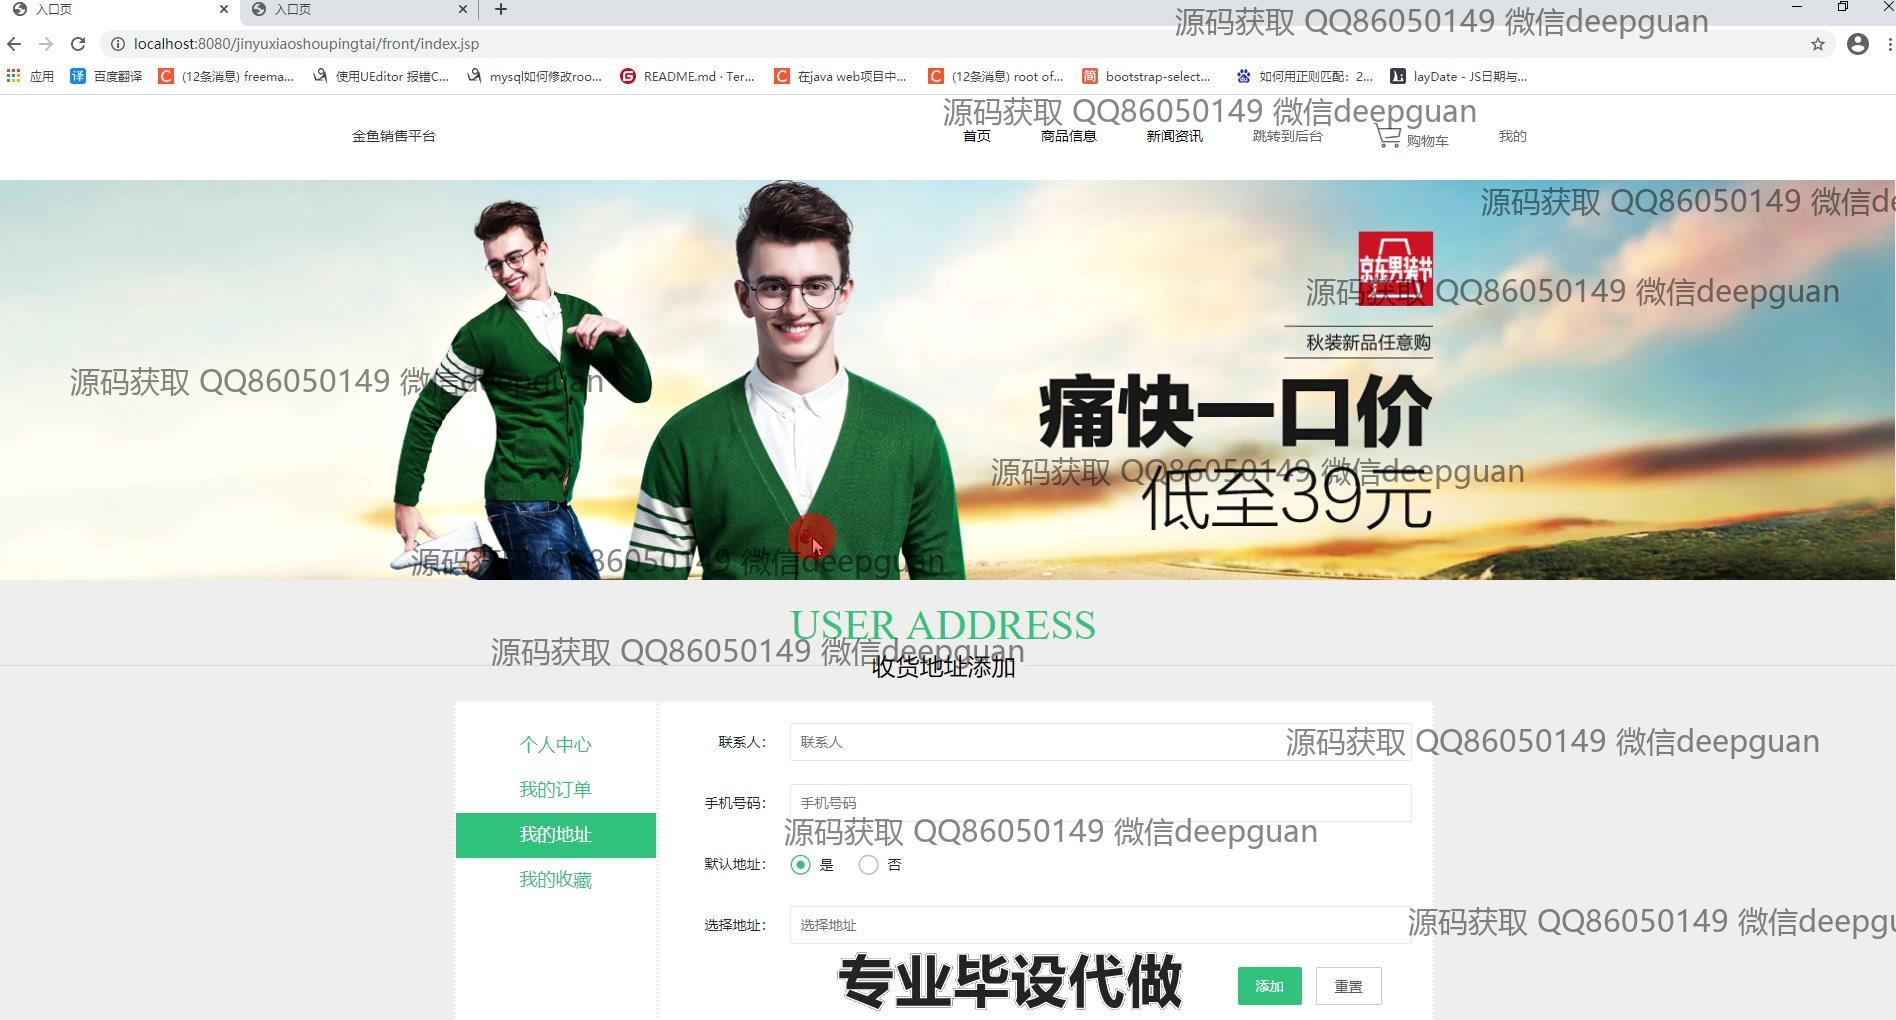 入口页
入口页
源码获取 QQ86050149 微信deepguan
localhost:8080/jinyuxiaoshoupingtai/front/index.jsp
应用 百度翻译 (12条消息) freema... 使用UEditor 报错C... mysql如何修改roo... README.md · Ter... 在java web项目中... (12条消息) root of... bootstrap-select... 如何用正则匹配：2... layDate - JS日期与...
源码获取 QQ86050149 微信deepguan
金鱼销售平台 首页 商品信息 新闻资讯 跳转到后台 购物车 我的
源码获取 QQ86050149 微信de
京东男装节
源码获取 QQ86050149 微信deepguan
秋装新品任意购
源码获取 QQ86050149 微信deepguan
痛快一口价
源码获取 QQ86050149 微信deepguan
低至39元
源码获取 QQ86050149 微信deepguan
USER ADDRESS
源码获取 QQ86050149 微信deepguan
收货地址添加
个人中心
我的订单
我的地址
我的收藏
联系人： 联系人
源码获取 QQ86050149 微信deepguan
手机号码： 手机号码
源码获取 QQ86050149 微信deepguan
默认地址： 是 否
选择地址： 选择地址
源码获取 QQ86050149 微信deepgu
专业毕设代做
添加 重置